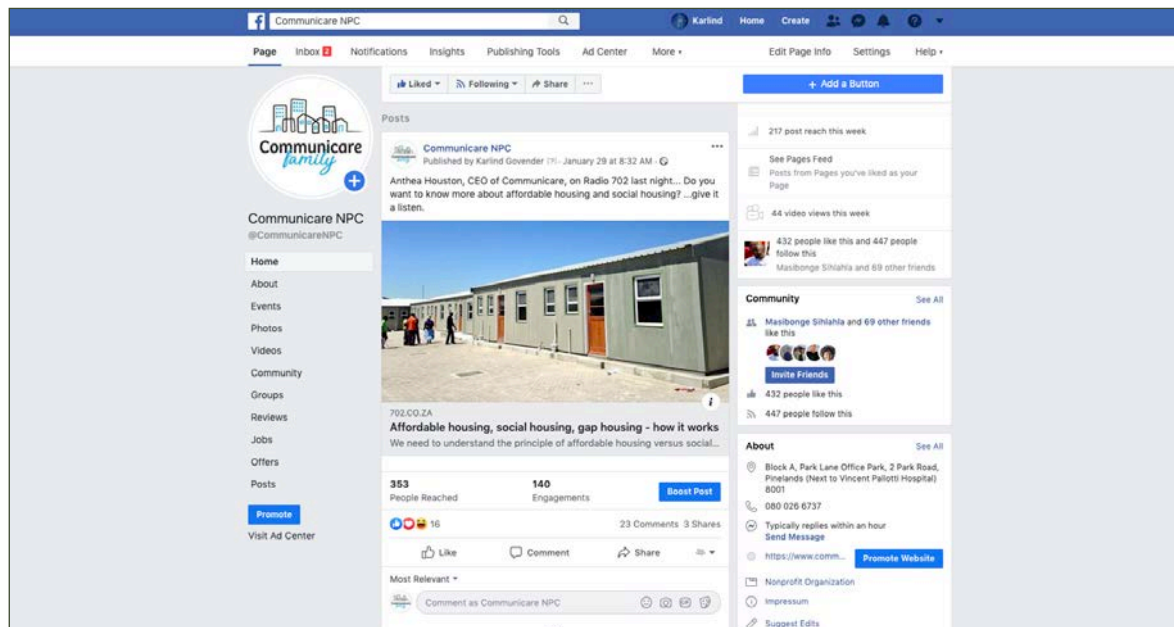 Communicare NPC
Karlind
Home
Create
Page
Inbox 2
Notifications
Insights
Publishing Tools
Ad Center
More
Edit Page Info
Settings
Help
Communicare
family
Communicare NPC
@CommunicareNPC
Home
About
Events
Photos
Videos
Community
Groups
Reviews
Jobs
Offers
Posts
Promote
Visit Ad Center
Liked
Following
Share
Posts
Communicare NPC
Published by Karlind Govender [?] · January 29 at 8:32 AM ·
Anthea Houston, CEO of Communicare, on Radio 702 last night... Do you
want to know more about affordable housing and social housing? ...give it
a listen.
702.CO.ZA
Affordable housing, social housing, gap housing - how it works
We need to understand the principle of affordable housing versus social...
353
People Reached
140
Engagements
Boost Post
16
23 Comments 3 Shares
Like
Comment
Share
Most Relevant
Comment as Communicare NPC
+ Add a Button
217 post reach this week
See Pages Feed
Posts from Pages you've liked as your
Page
44 video views this week
432 people like this and 447 people
follow this
Masibonge Sihlahla and 69 other friends
Community
See All
Masibonge Sihlahla and 69 other friends
like this
Invite Friends
432 people like this
447 people follow this
About
See All
Block A, Park Lane Office Park, 2 Park Road,
Pinelands (Next to Vincent Pallotti Hospital)
8001
080 026 6737
Typically replies within an hour
Send Message
https://www.comm...
Promote Website
Nonprofit Organization
Impressum
Suggest Edits